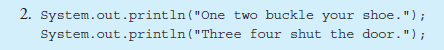 2. System.out.println("One two buckle your shoe.");
System.out.println("Three four shut the door.");